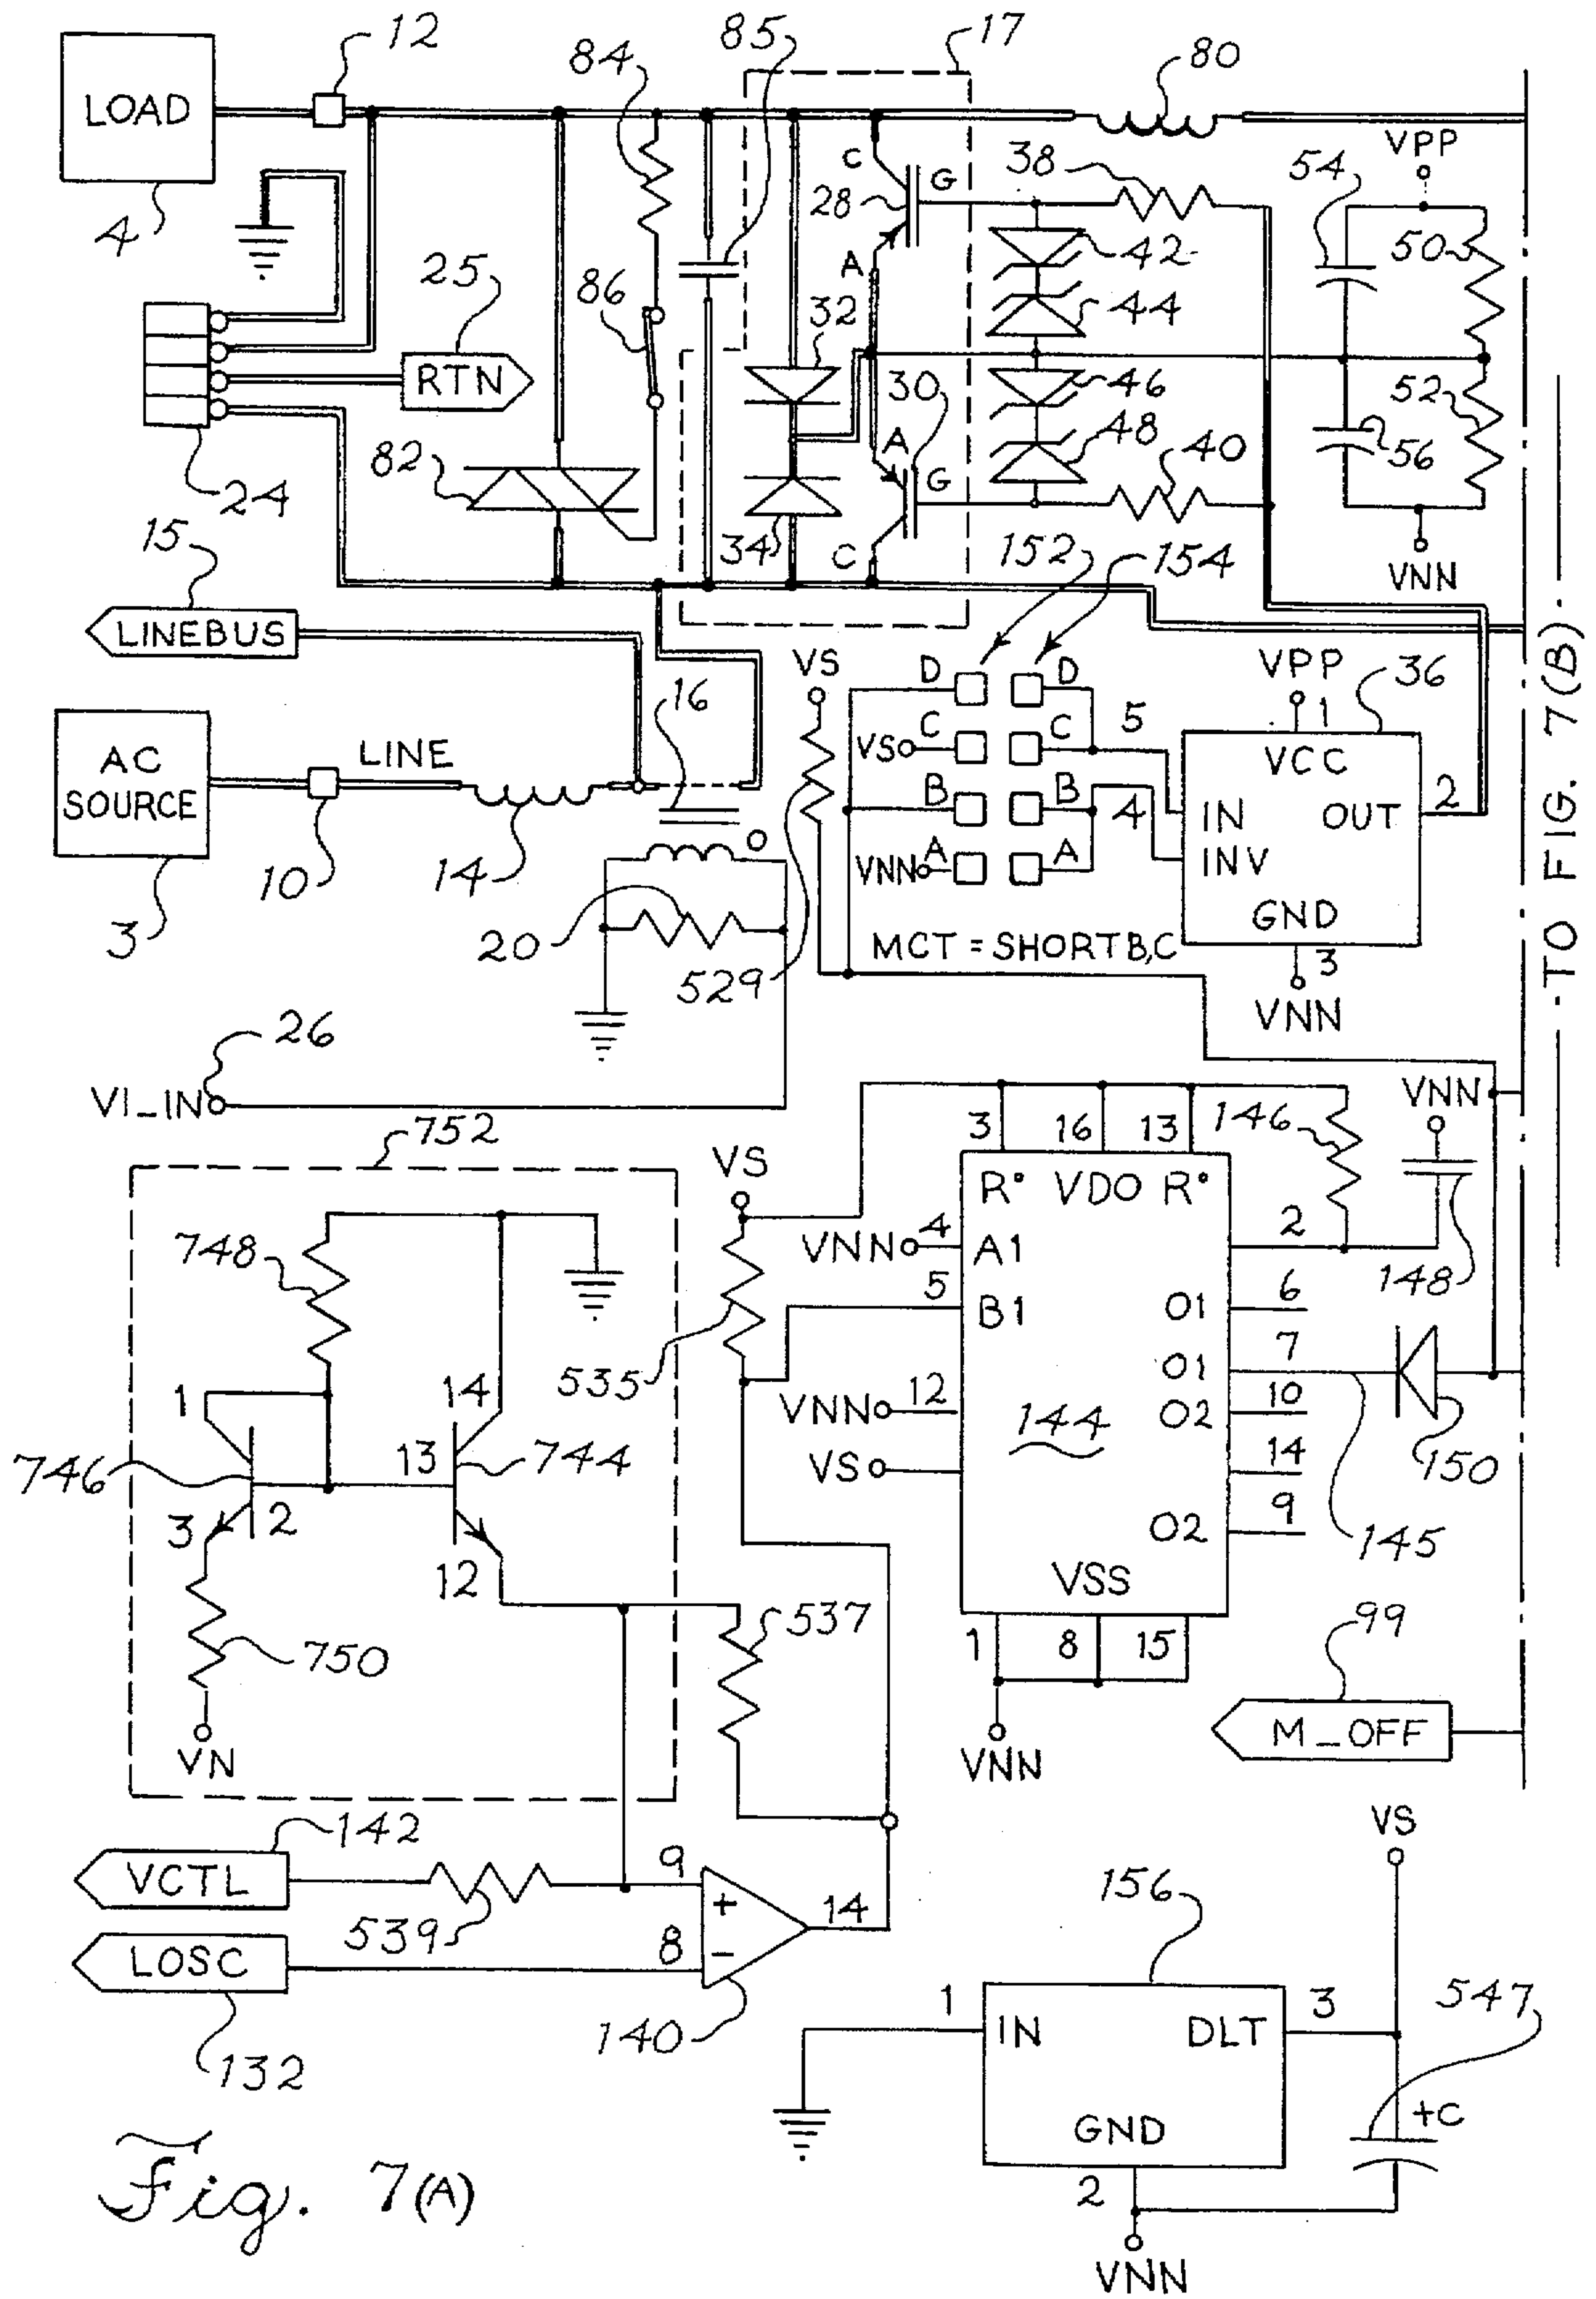 12
85
17
84
80
LOAD
VPP
C
38
54
G
28
4
42
50
25
A
86
32
44
RTN
30
46
52
A
82
48
40
56
G
24
15
34
C
152
154
VNN
LINEBUS
VS
VPP
36
D
D
16
1
5
C
C
VS
AC
SOURCE
LINE
VCC
B
B
2
4
IN
OUT
INV
VNN
A
A
10
14
GND
3
20
MCT = SHORT B,C
3
529
VNN
26
VI_IN
VNN
752
146
3
16
13
VS
R°
VDO
R°
748
4
2
VNN
A1
148
5
6
B1
O1
7
535
O1
1
14
12
10
VNN
O2
144
746
13
744
14
150
VS
3
2
9
O2
145
12
VSS
537
99
1
8
15
750
M_OFF
VN
VNN
142
VS
VCTL
9
156
+
14
539
8
LOSC
-
547
1
3
140
IN
DLT
132
+C
GND
Fig. 7(A)
2
VNN
TO FIG. 7(B)